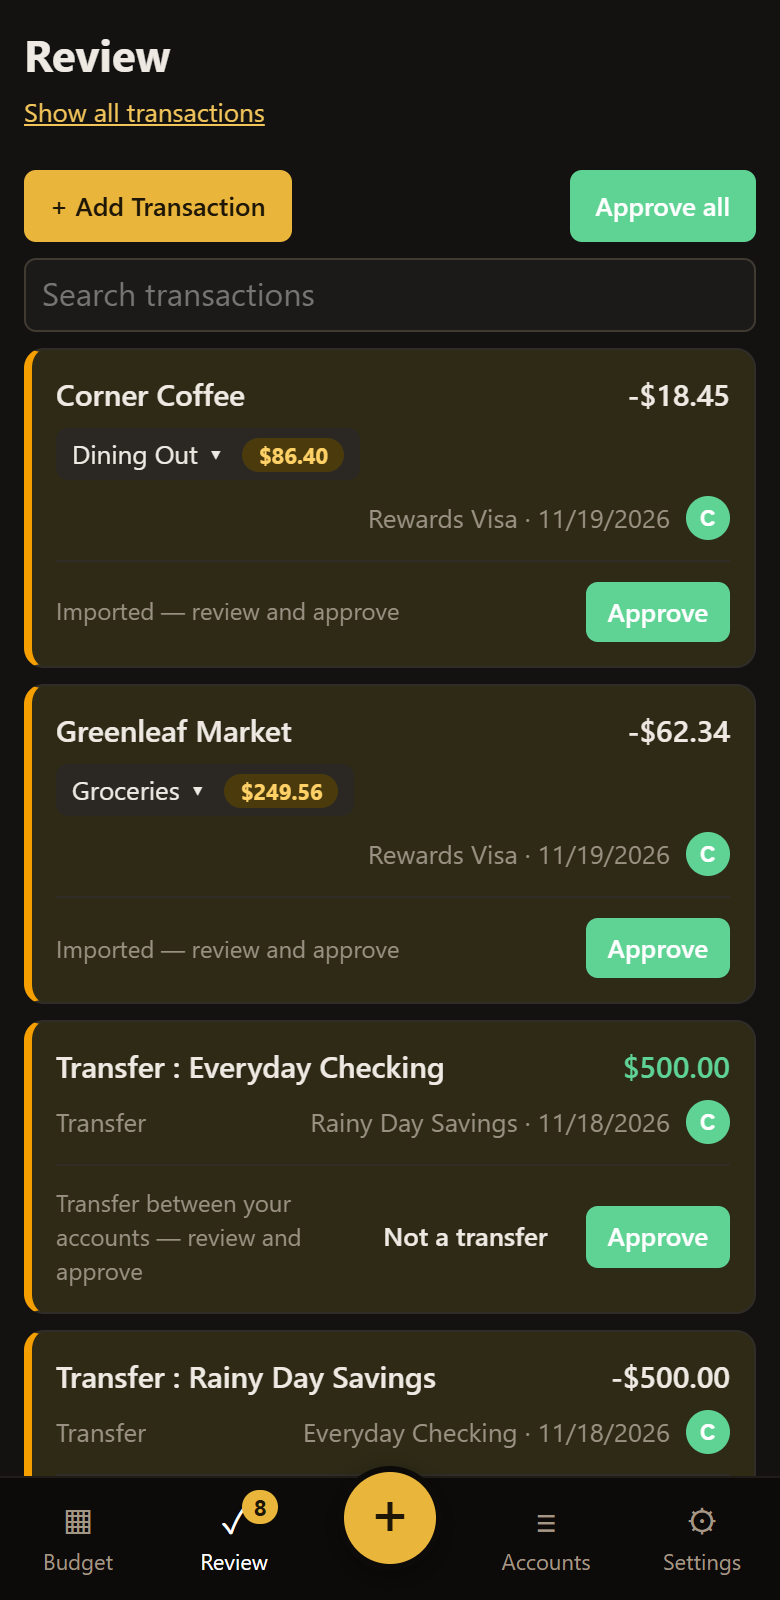 Review
Show all transactions
+ Add Transaction
Approve all
Search transactions
Corner Coffee -$18.45
Dining Out ▼ $86.40
Rewards Visa · 11/19/2026 C
Imported — review and approve Approve
Greenleaf Market -$62.34
Groceries ▼ $249.56
Rewards Visa · 11/19/2026 C
Imported — review and approve Approve
Transfer : Everyday Checking $500.00
Transfer Rainy Day Savings · 11/18/2026 C
Transfer between your
accounts — review and
approve
Not a transfer Approve
Transfer : Rainy Day Savings -$500.00
Transfer Everyday Checking · 11/18/2026 C
8
+
Budget Review Accounts Settings